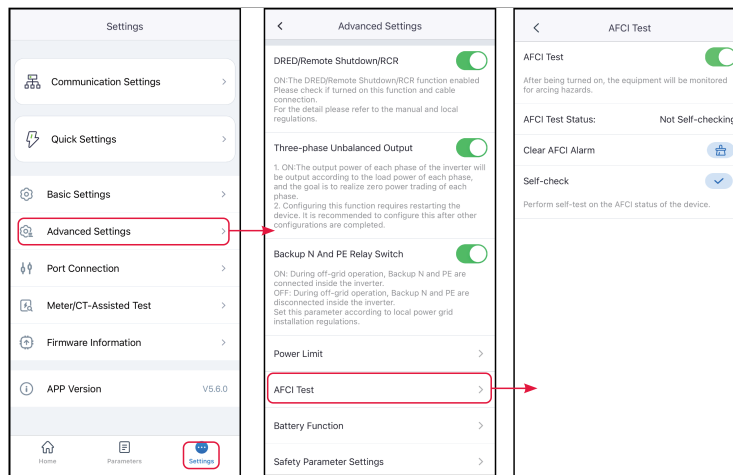 Settings
Communication Settings
Quick Settings
Basic Settings
Advanced Settings
Port Connection
Meter/CT-Assisted Test
Firmware Information
APP Version V5.6.0
Home Parameters Settings
Advanced Settings
DRED/Remote Shutdown/RCR
ON:The DRED/Remote Shutdown/RCR function enabled
Please check if turned on this function and cable
connection.
For the detail please refer to the manual and local
regulations.
Three-phase Unbalanced Output
1. ON:The output power of each phase of the inverter will
be output according to the load power of each phase,
and the goal is to realize zero power trading of each
phase.
2. Configuring this function requires restarting the
device. It is recommended to configure this after other
configurations are completed.
Backup N And PE Relay Switch
ON: During off-grid operation, Backup N and PE are
connected inside the inverter.
OFF: During off-grid operation, Backup N and PE are
disconnected inside the inverter.
Set this parameter according to local power grid
installation regulations.
Power Limit
AFCI Test
Battery Function
Safety Parameter Settings
AFCI Test
AFCI Test
After being turned on, the equipment will be monitored
for arcing hazards.
AFCI Test Status: Not Self-checking
Clear AFCI Alarm
Self-check
Perform self-test on the AFCI status of the device.